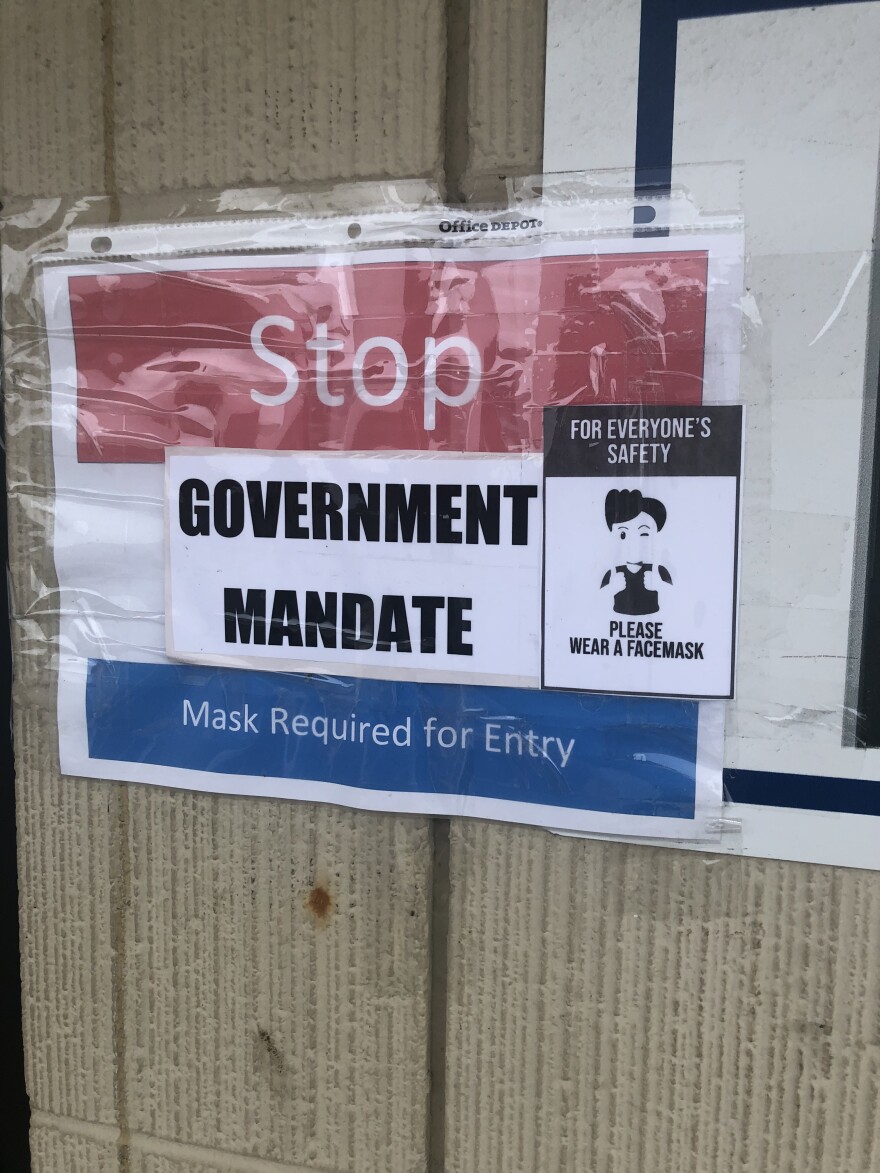 Office DEPOT
Stop
FOR EVERYONE'S
SAFETY
GOVERNMENT
MANDATE
PLEASE
WEAR A FACEMASK
Mask Required for Entry